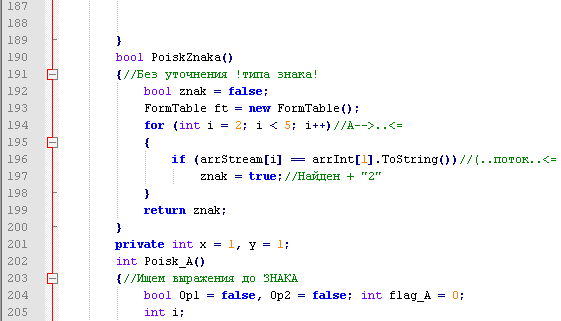 187
188
189 }
190 bool PoiskZnaka()
191 {//Без уточнения !типа знака!
192 bool znak = false;
193 FormTable ft = new FormTable();
194 for (int i = 2; i < 5; i++)//A-->..<=
195 {
196 if (arrStream[i] == arrInt[1].ToString())//(..поток..<=
197 znak = true;//Найден + "2"
198 }
199 return znak;
200 }
201 private int x = 1, y = 1;
202 int Poisk_A()
203 {//Ищем выражения до ЗНАКА
204 bool Op1 = false, Op2 = false; int flag_A = 0;
205 int i;